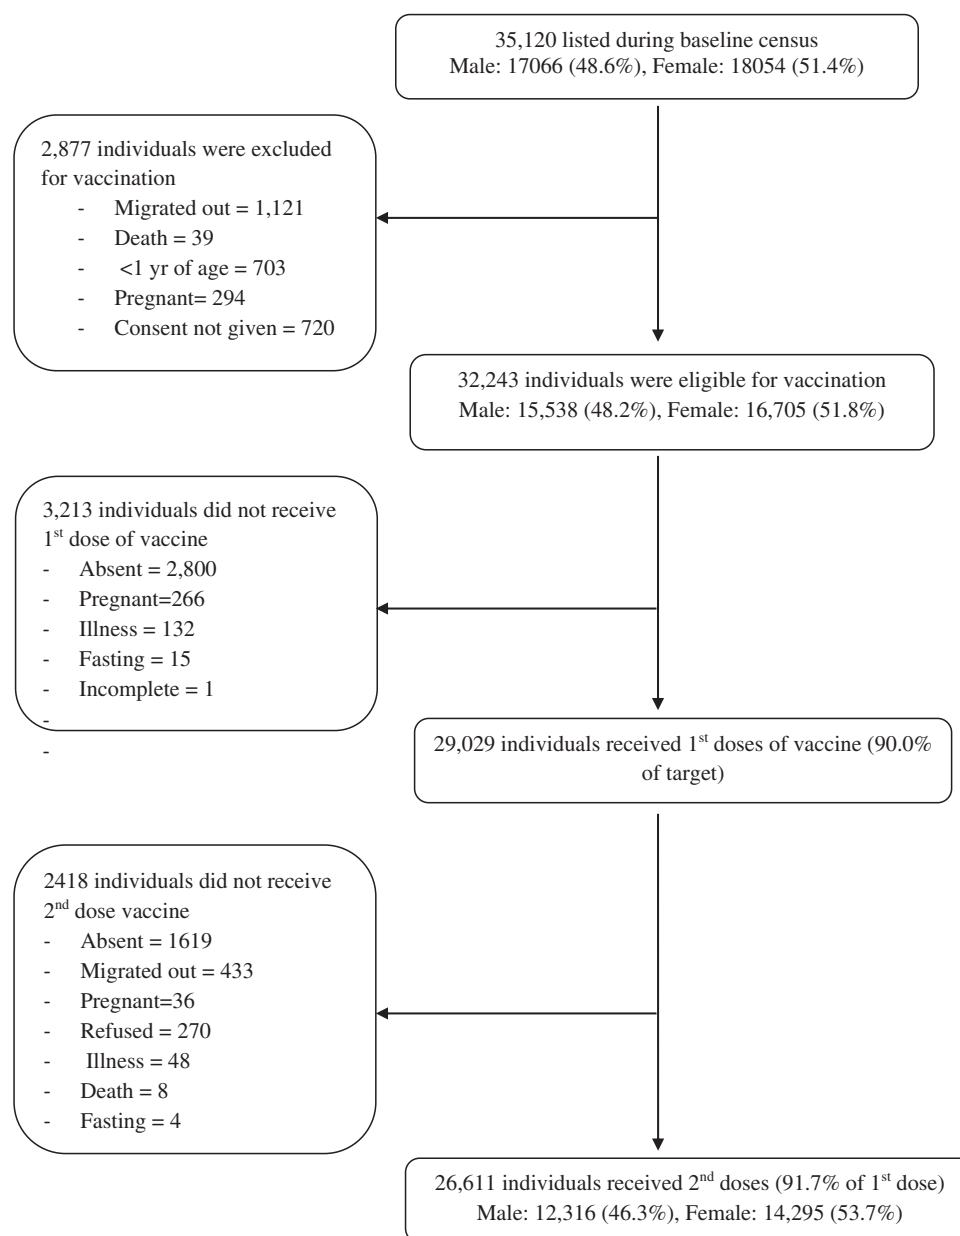 35,120 listed during baseline census
Male: 17066 (48.6%), Female: 18054 (51.4%)
2,877 individuals were excluded
for vaccination
- Migrated out = 1,121
- Death = 39
- <1 yr of age = 703
- Pregnant= 294
- Consent not given = 720
32,243 individuals were eligible for vaccination
Male: 15,538 (48.2%), Female: 16,705 (51.8%)
3,213 individuals did not receive
1st dose of vaccine
- Absent = 2,800
- Pregnant=266
- Illness = 132
- Fasting = 15
- Incomplete = 1
-
-
29,029 individuals received 1st doses of vaccine (90.0%
of target)
2418 individuals did not receive
2nd dose vaccine
- Absent = 1619
- Migrated out = 433
- Pregnant=36
- Refused = 270
- Illness = 48
- Death = 8
- Fasting = 4
26,611 individuals received 2nd doses (91.7% of 1st dose)
Male: 12,316 (46.3%), Female: 14,295 (53.7%)